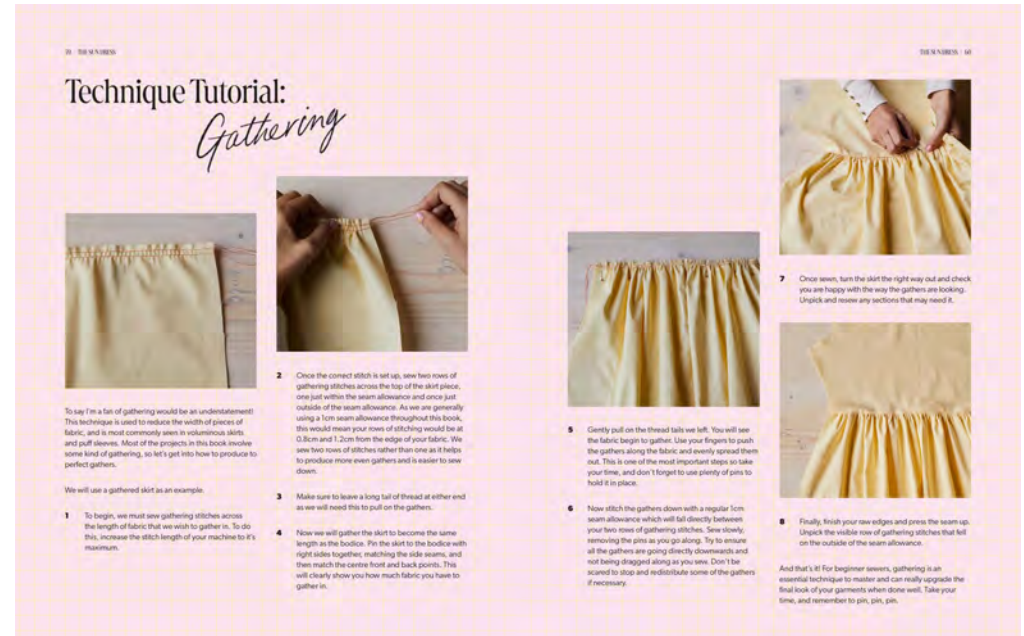 THE SUN DRESS
THE SUN DRESS
Technique Tutorial:
Gathering
To say I'm a fan of gathering would be an understatement!
This technique is used to reduce the width of pieces of
fabric, and is most commonly seen in voluminous skirts
and puff sleeves. Most of the projects in this book involve
some kind of gathering, so let's get into how to produce to
perfect gathers.
We will use a gathered skirt as an example.
1 To begin, we must sew gathering stitches across
the length of fabric that we wish to gather in. To do
this, increase the stitch length of your machine to it's
maximum.
2 Once the correct stitch is set up, sew two rows of
gathering stitches across the top of the skirt piece,
one just within the seam allowance and once just
outside of the seam allowance. As we are generally
using a 1cm seam allowance throughout this book,
this would mean your rows of stitching would be at
0.8cm and 1.2cm from the edge of your fabric. We
sew two rows of stitches rather than one as it helps
to produce more even gathers and is easier to sew
down.
3 Make sure to leave a long tail of thread at either end
as we will need this to pull on the gathers.
4 Now we will gather the skirt to become the same
length as the bodice. Pin the skirt to the bodice with
right sides together, matching the side seams, and
then match the centre front and back points. This
will clearly show you how much fabric you have to
gather in.
5 Gently pull on the thread tails we left. You will see
the fabric begin to gather. Use your fingers to push
the gathers along the fabric and evenly spread them
out. This is one of the most important steps so take
your time, and don't forget to use plenty of pins to
hold it in place.
6 Now stitch the gathers down with a regular 1cm
seam allowance which will fall directly between
your two rows of gathering stitches. Sew slowly,
removing the pins as you go along. Try to ensure
all the gathers are going directly downwards and
not being dragged along as you sew. Don't be
scared to stop and redistribute some of the gathers
if necessary.
7 Once sewn, turn the skirt the right way out and check
you are happy with the way the gathers are looking.
Unpick and resew any sections that may need it.
8 Finally, finish your raw edges and press the seam up.
Unpick the visible row of gathering stitches that fell
on the outside of the seam allowance.
And that's it! For beginner sewers, gathering is an
essential technique to master and can really upgrade the
final look of your garments when done well. Take your
time, and remember to pin, pin, pin.